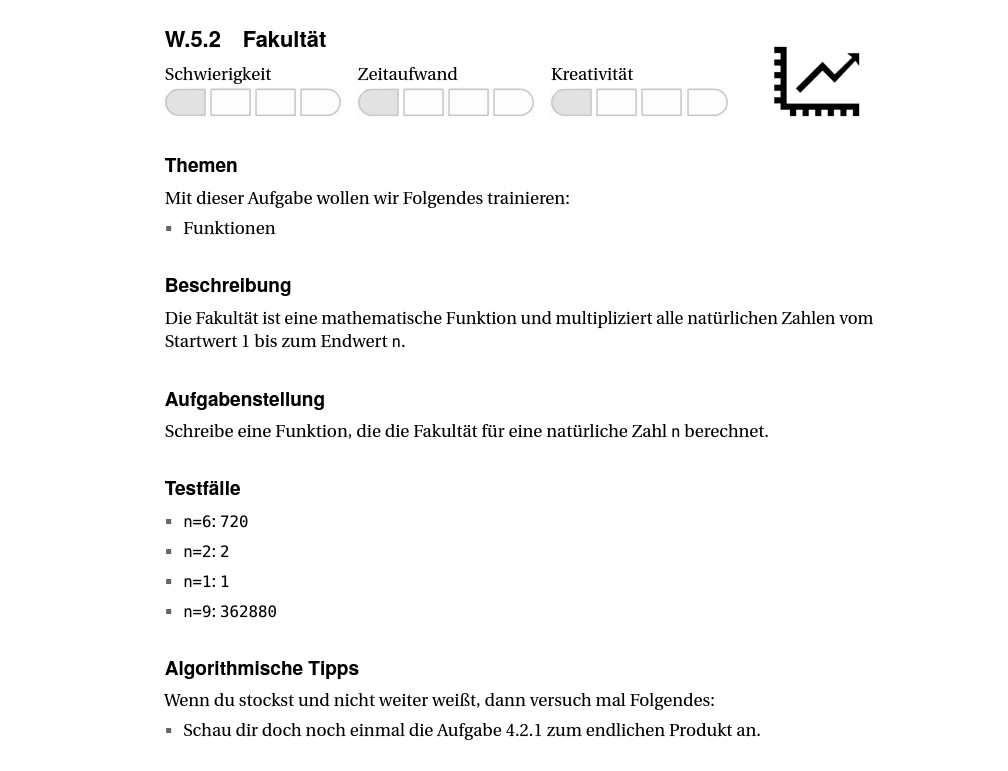 W.5.2 Fakultät
Schwierigkeit Zeitaufwand Kreativität
Themen
Mit dieser Aufgabe wollen wir Folgendes trainieren:
▪ Funktionen
Beschreibung
Die Fakultät ist eine mathematische Funktion und multipliziert alle natürlichen Zahlen vom
Startwert 1 bis zum Endwert n.
Aufgabenstellung
Schreibe eine Funktion, die die Fakultät für eine natürliche Zahl n berechnet.
Testfälle
▪ n=6: 720
▪ n=2: 2
▪ n=1: 1
▪ n=9: 362880
Algorithmische Tipps
Wenn du stockst und nicht weiter weißt, dann versuch mal Folgendes:
▪ Schau dir doch noch einmal die Aufgabe 4.2.1 zum endlichen Produkt an.